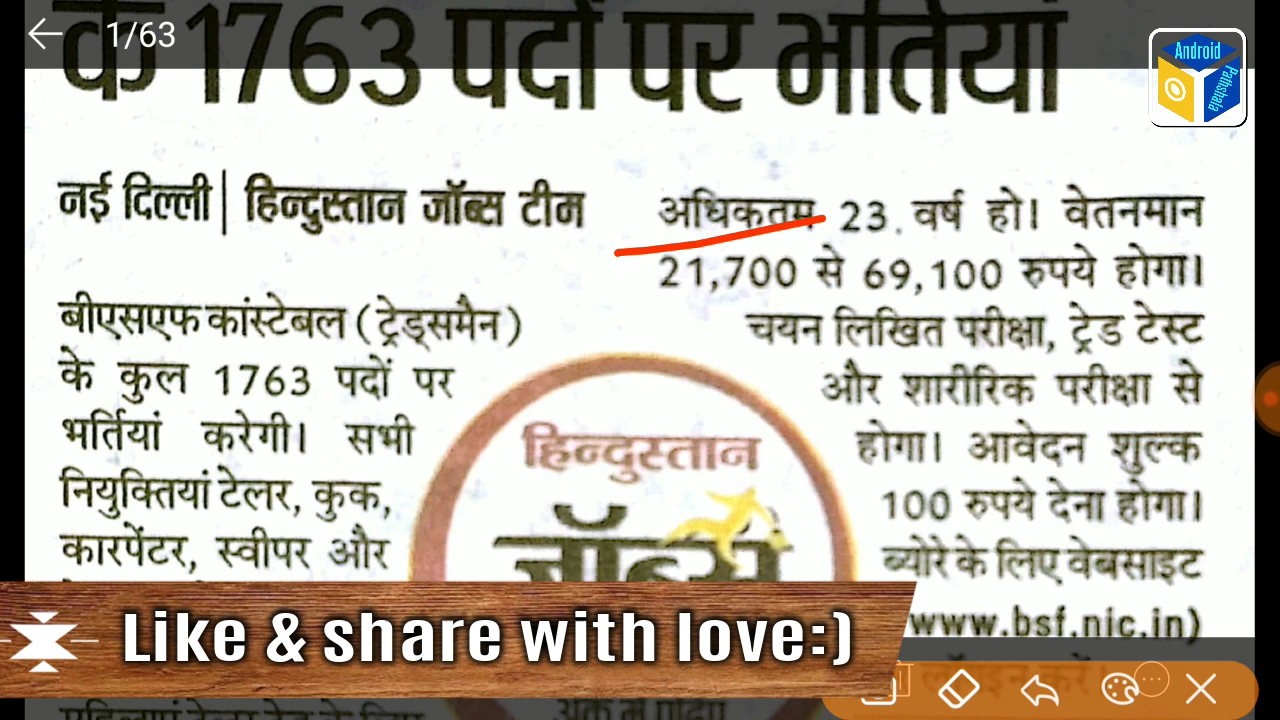 1/63
के 1763 पदों पर भर्तियां
Android
Pathshala
नई दिल्ली | हिन्दुस्तान जॉब्स टीम
बीएसएफ कांस्टेबल (ट्रेड्समैन)
के कुल 1763 पदों पर
भर्तियां करेगी। सभी
नियुक्तियां टेलर, कुक,
कारपेंटर, स्वीपर और
हिन्दुस्तान
जॉब्स
अधिकतम 23 वर्ष हो। वेतनमान
21,700 से 69,100 रुपये होगा।
चयन लिखित परीक्षा, ट्रेड टेस्ट
और शारीरिक परीक्षा से
होगा। आवेदन शुल्क
100 रुपये देना होगा।
ब्योरे के लिए वेबसाइट
www.bsf.nic.in)
Like & share with love:)